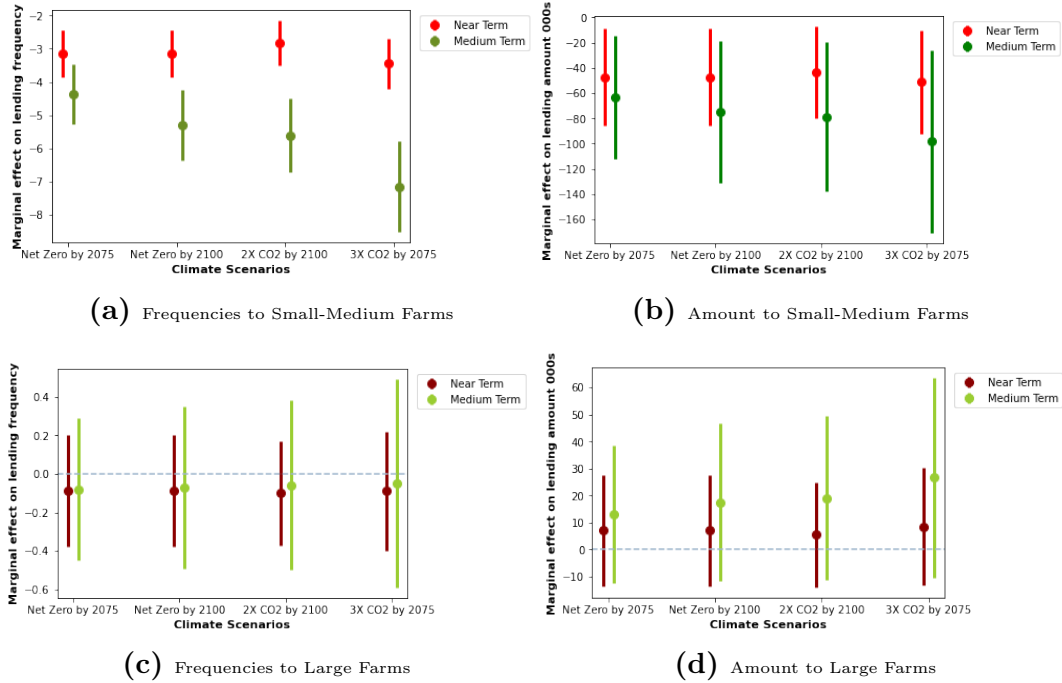 Marginal effect on lending frequency
−2
−3
−4
−5
−6
−7
−8
Near Term
Medium Term
Net Zero by 2075 Net Zero by 2100 2X CO2 by 2100 3X CO2 by 2075
Climate Scenarios
(a) Frequencies to Small-Medium Farms
Marginal effect on lending amount 000s
0
−20
−40
−60
−80
−100
−120
−140
−160
Near Term
Medium Term
Net Zero by 2075 Net Zero by 2100 2X CO2 by 2100 3X CO2 by 2075
Climate Scenarios
(b) Amount to Small-Medium Farms
Marginal effect on lending frequency
0.4
0.2
0.0
−0.2
−0.4
−0.6
Near Term
Medium Term
Net Zero by 2075 Net Zero by 2100 2X CO2 by 2100 3X CO2 by 2075
Climate Scenarios
(c) Frequencies to Large Farms
Marginal effect on lending amount 000s
60
50
40
30
20
10
0
−10
Near Term
Medium Term
Net Zero by 2075 Net Zero by 2100 2X CO2 by 2100 3X CO2 by 2075
Climate Scenarios
(d) Amount to Large Farms